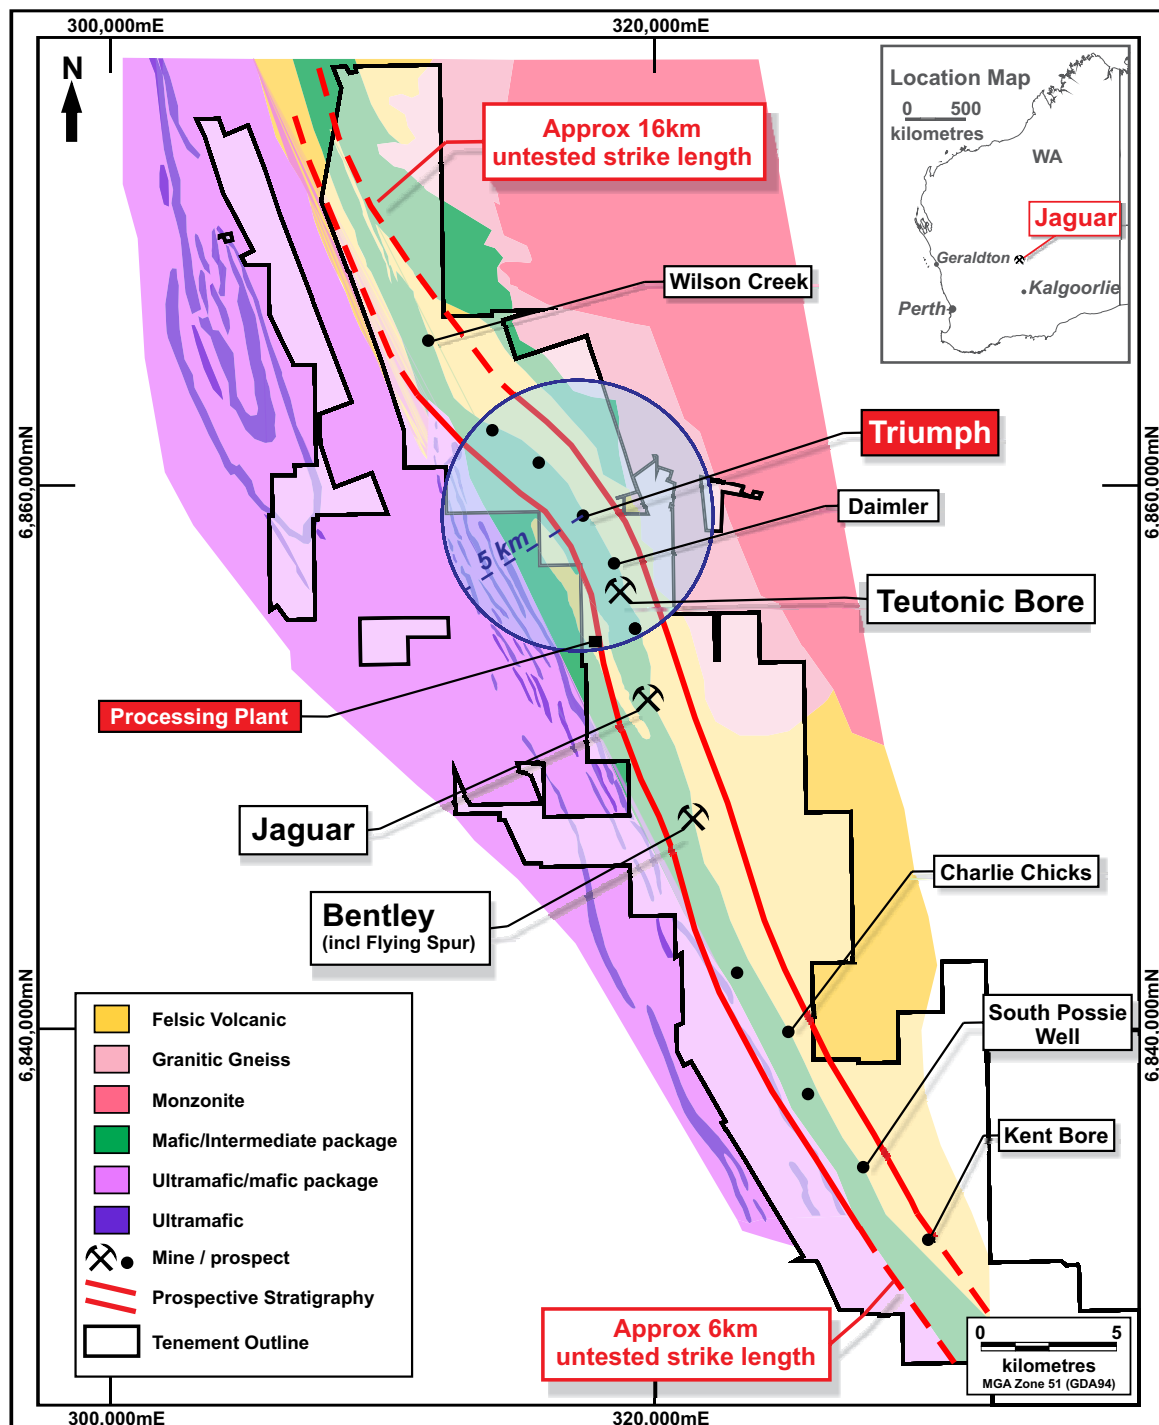 300,000mE
320,000mE
N
Approx 16km
untested strike length
Location Map
0 500
kilometres
WA
Jaguar
Geraldton
Kalgoorlie
Perth
Wilson Creek
Triumph
6,860,000mN
6,860,000mN
Daimler
5 km
Teutonic Bore
Processing Plant
Jaguar
Charlie Chicks
Bentley
(incl Flying Spur)
South Possie
Well
6,840,000mN
6,840,000mN
Kent Bore
Felsic Volcanic
Granitic Gneiss
Monzonite
Mafic/Intermediate package
Ultramafic/mafic package
Ultramafic
Mine / prospect
Prospective Stratigraphy
Tenement Outline
Approx 6km
untested strike length
0 5
kilometres
MGA Zone 51 (GDA94)
300,000mE
320,000mE